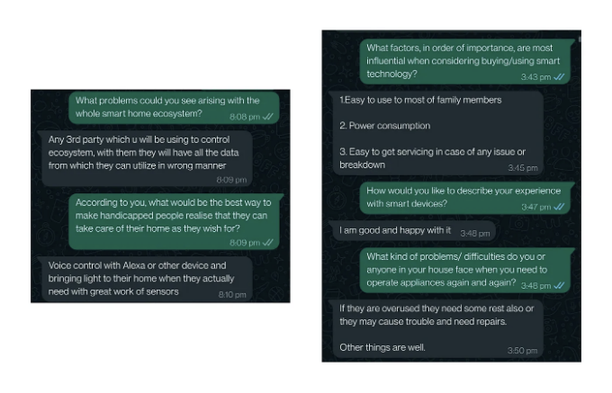 What problems could you see arising with the
whole smart home ecosystem?
8:08 pm
Any 3rd party which u will be using to control
ecosystem, with them they will have all the data
from which they can utilize in wrong manner
8:09 pm
According to you, what would be the best way to
make handicapped people realise that they can
take care of their home as they wish for?
8:09 pm
Voice control with Alexa or other device and
bringing light to their home when they actually
need with great work of sensors
8:10 pm
What factors, in order of importance, are most
influential when considering buying/using smart
technology?
3:43 pm
1.Easy to use to most of family members
2. Power consumption
3. Easy to get servicing in case of any issue or
breakdown
3:45 pm
How would you like to describe your experience
with smart devices?
3:47 pm
I am good and happy with it
3:48 pm
What kind of problems/ difficulties do you or
anyone in your house face when you need to
operate appliances again and again?
3:48 pm
If they are overused they need some rest also or
they may cause trouble and need repairs.
Other things are well.
3:50 pm